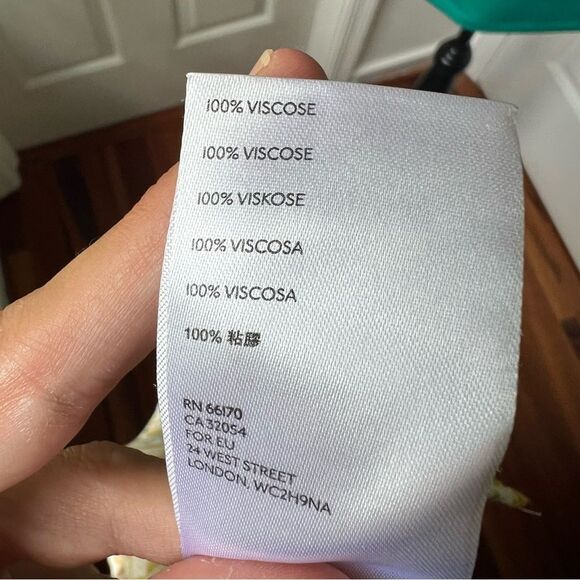 100% VISCOSE
100% VISCOSE
100% VISKOSE
100% VISCOSA
100% VISCOSA
100% 粘膠
RN 66170
CA 32054
FOR EU
24 WEST STREET
LONDON, WC2H9NA